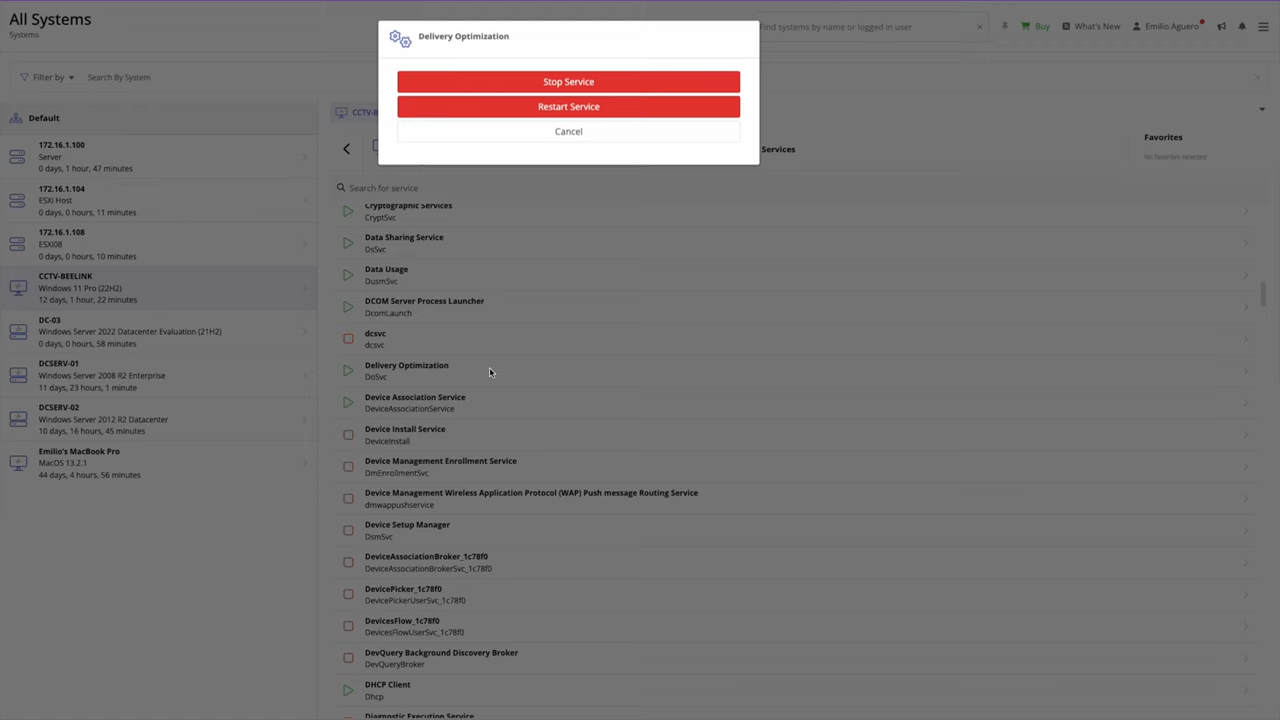 All Systems
Systems
Delivery Optimization
Stop Service
Restart Service
Cancel
Find systems by name or logged in user
Buy
What's New
Emilio Aguero
Filter by
Search By System
Default
172.16.1.100
Server
0 days, 1 hour, 47 minutes
172.16.1.104
ESXi Host
0 days, 0 hours, 11 minutes
172.16.1.108
ESXi08
0 days, 0 hours, 10 minutes
CCTV-BEELINK
Windows 11 Pro (22H2)
12 days, 1 hour, 22 minutes
DC-03
Windows Server 2022 Datacenter Evaluation (21H2)
0 days, 0 hours, 58 minutes
DCSERV-01
Windows Server 2008 R2 Enterprise
11 days, 23 hours, 1 minute
DCSERV-02
Windows Server 2012 R2 Datacenter
10 days, 16 hours, 45 minutes
Emilio's MacBook Pro
MacOS 13.2.1
44 days, 4 hours, 56 minutes
CCTV-B
Services
Favorites
No favorites selected
Search for service
Cryptographic Services
CryptSvc
Data Sharing Service
DsSvc
Data Usage
DusmSvc
DCOM Server Process Launcher
DcomLaunch
dcsvc
dcsvc
Delivery Optimization
DoSvc
Device Association Service
DeviceAssociationService
Device Install Service
DeviceInstall
Device Management Enrollment Service
DmEnrollmentSvc
Device Management Wireless Application Protocol (WAP) Push message Routing Service
dmwappushservice
Device Setup Manager
DsmSvc
DeviceAssociationBroker_1c78f0
DeviceAssociationBrokerSvc_1c78f0
DevicePicker_1c78f0
DevicePickerUserSvc_1c78f0
DevicesFlow_1c78f0
DevicesFlowUserSvc_1c78f0
DevQuery Background Discovery Broker
DevQueryBroker
DHCP Client
Dhcp
Diagnostic Execution Service